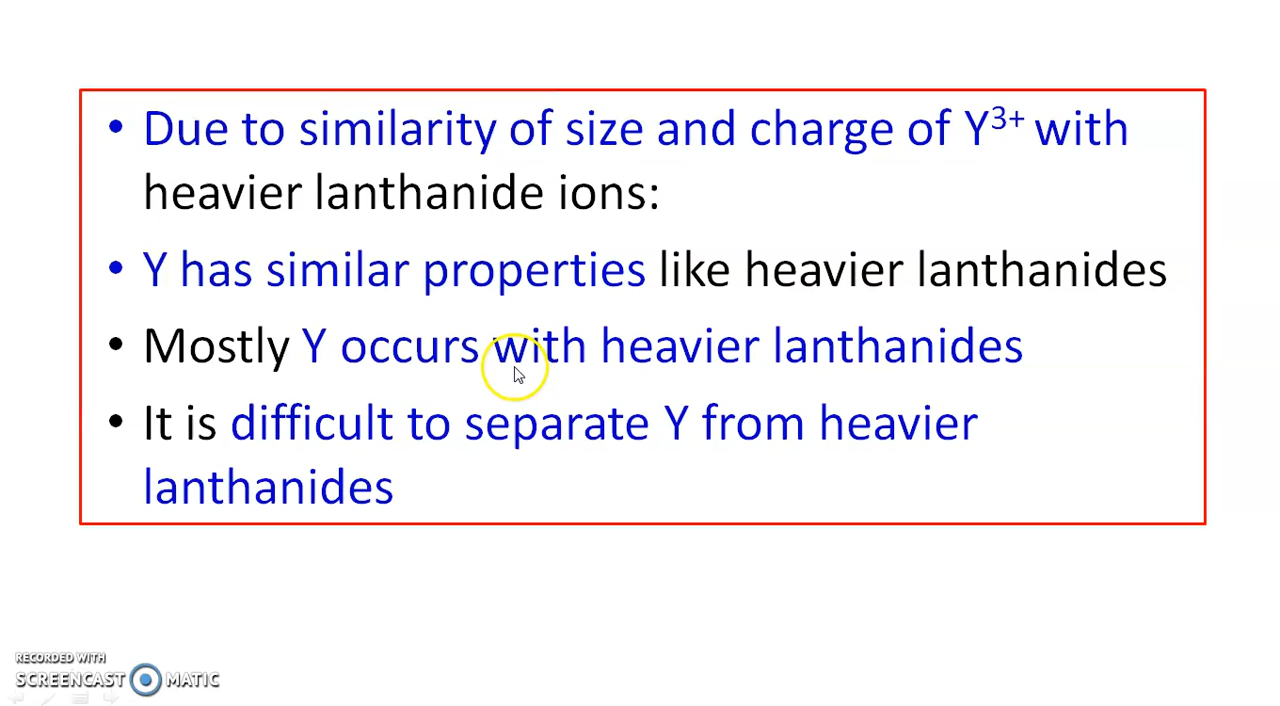 • Due to similarity of size and charge of Y³⁺ with
heavier lanthanide ions:
• Y has similar properties like heavier lanthanides
• Mostly Y occurs with heavier lanthanides
• It is difficult to separate Y from heavier
lanthanides
RECORDED WITH
SCREENCAST MATIC